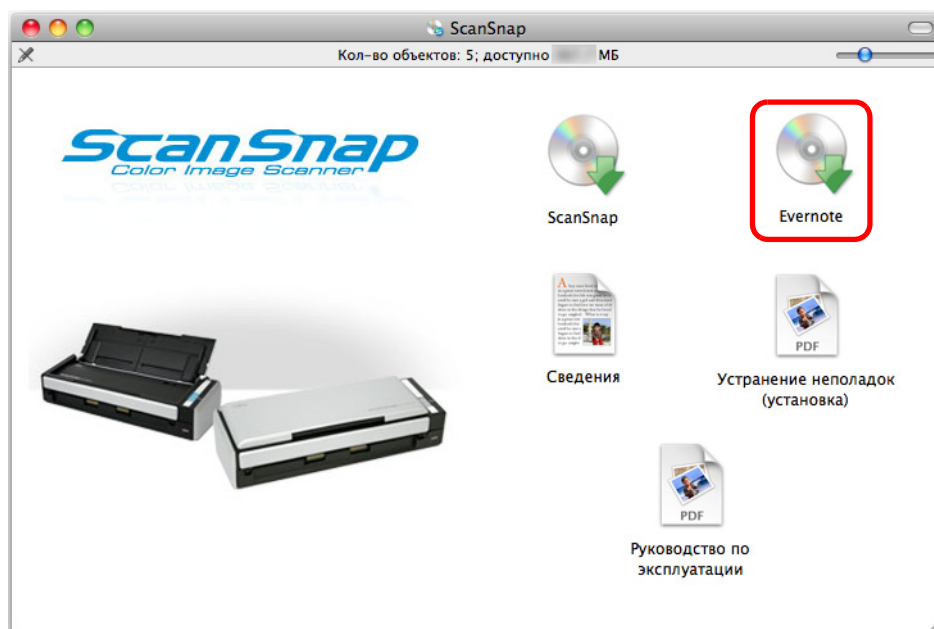 ScanSnap
Кол-во объектов: 5; доступно МБ
ScanSnap
Color Image Scanner
ScanSnap
Evernote
Сведения
PDF
Устранение неполадок
(установка)
PDF
Руководство по
эксплуатации